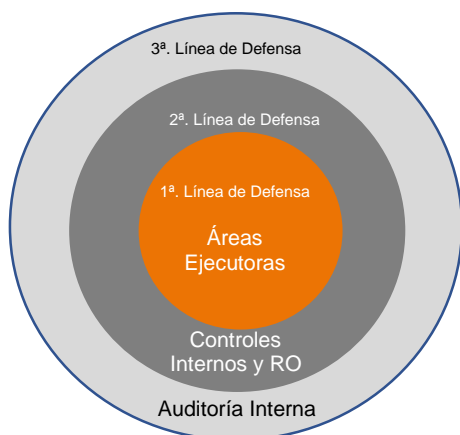 3ª. Línea de Defensa
2ª. Línea de Defensa
1ª. Línea de Defensa
Áreas
Ejecutoras
Controles
Internos y RO
Auditoría Interna